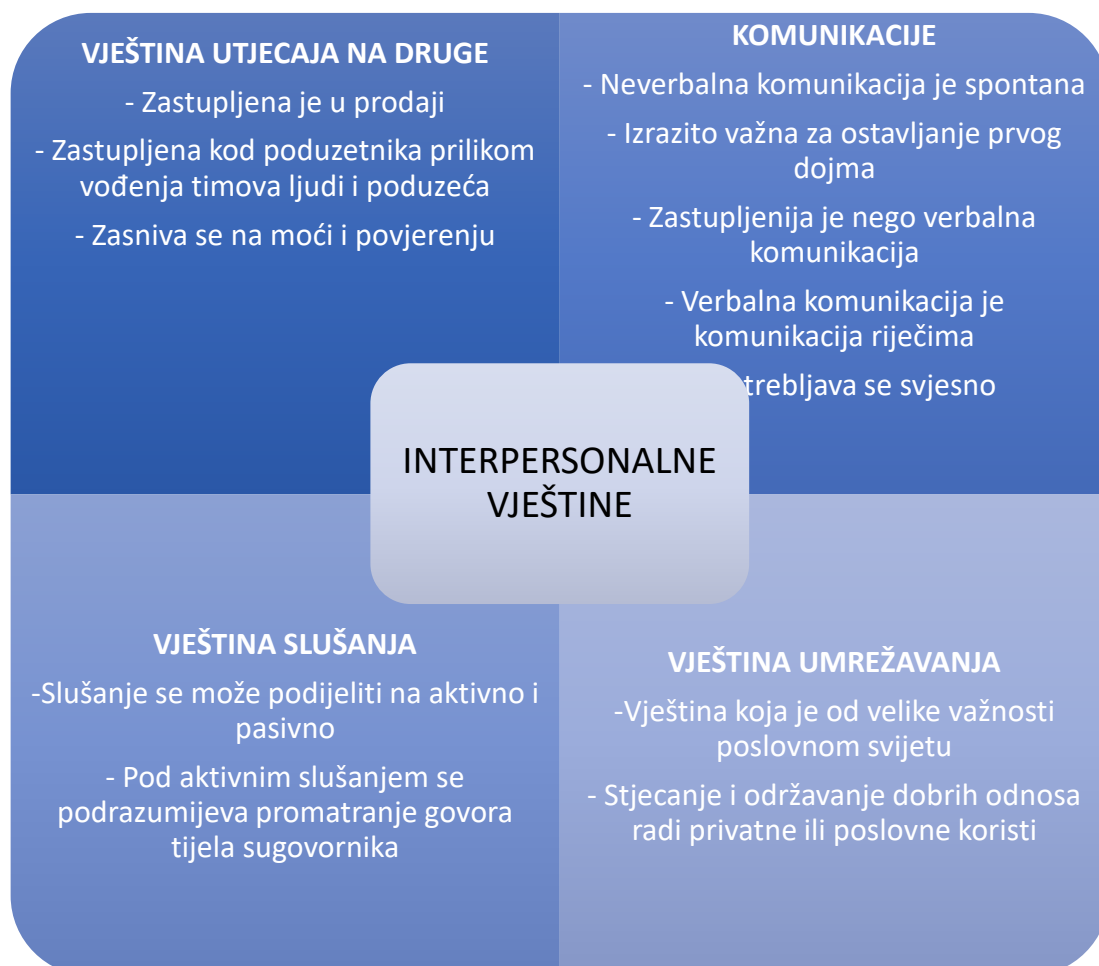 VJEŠTINA UTJECAJA NA DRUGE
- Zastupljena je u prodaji
- Zastupljena kod poduzetnika prilikom
vođenja timova ljudi i poduzeća
- Zasniva se na moći i povjerenju
KOMUNIKACIJE
- Neverbalna komunikacija je spontana
- Izrazito važna za ostavljanje prvog
dojma
- Zastupljenija je nego verbalna
komunikacija
- Verbalna komunikacija je
komunikacija riječima
trebljava se svjesno
INTERPERSONALNE
VJEŠTINE
VJEŠTINA SLUŠANJA
-Slušanje se može podijeliti na aktivno i
pasivno
- Pod aktivnim slušanjem se
podrazumijeva promatranje govora
tijela sugovornika
VJEŠTINA UMREŽAVANJA
-Vještina koja je od velike važnosti
poslovnom svijetu
- Stjecanje i održavanje dobrih odnosa
radi privatne ili poslovne koristi